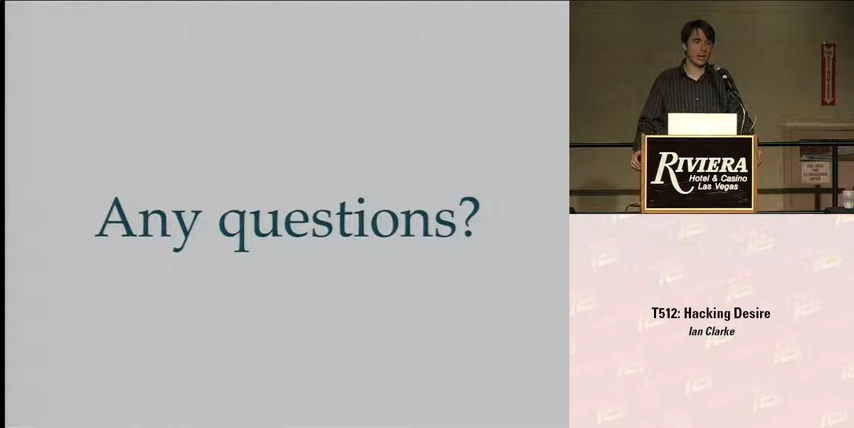 Any questions?
RIVIERA
Hotel & Casino
Las Vegas
T512: Hacking Desire
Ian Clarke